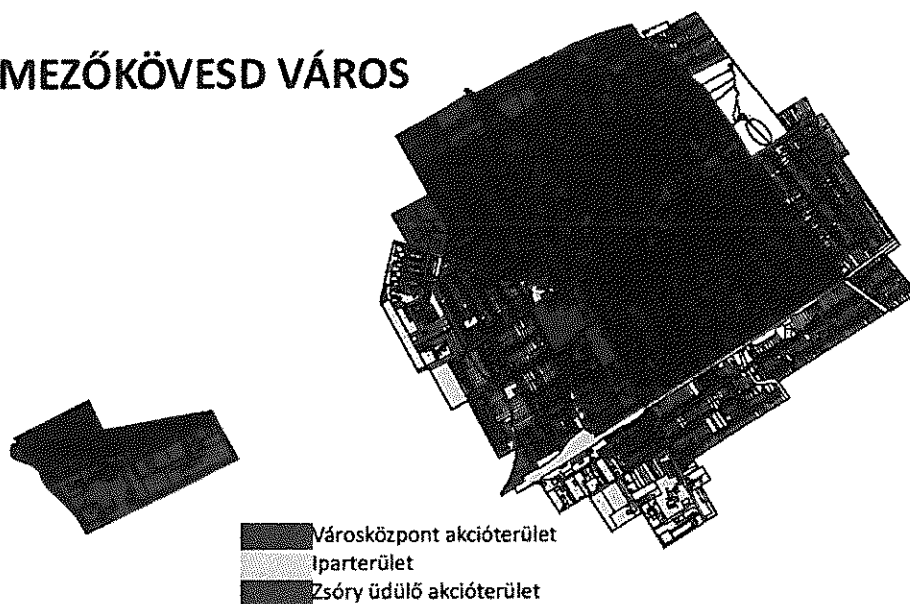 MEZŐKÖVESD VÁROS
Városközpont akcióterület
Iparterület
Zsóry üdülő akcióterület